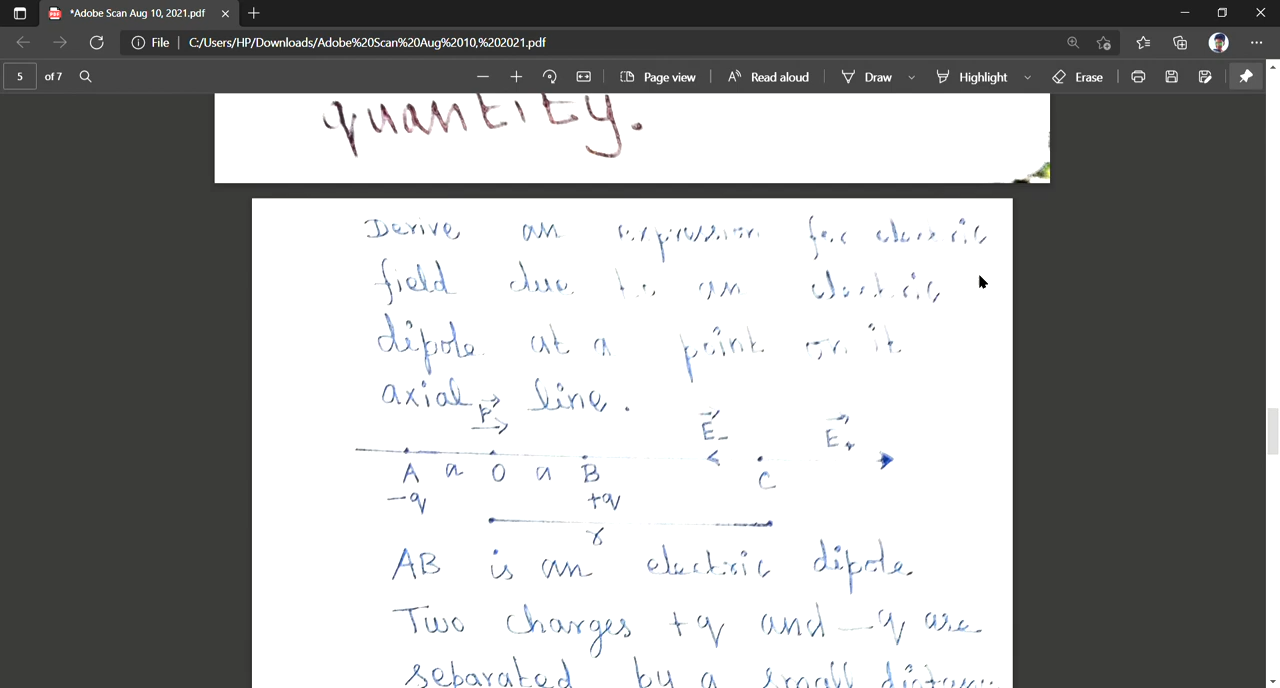 *Adobe Scan Aug 10, 2021.pdf
File C:/Users/HP/Downloads/Adobe%20Scan%20Aug%2010,%202021.pdf
5 of 7 Page view Read aloud Draw Highlight Erase
quantity.
Derive an expression for electric
field due to an electric
dipole at a point on it
axial line.
P E- E+
A a O a B C
-q +q
r
AB is an electric dipole.
Two charges +q and -q are
separated by a small distance